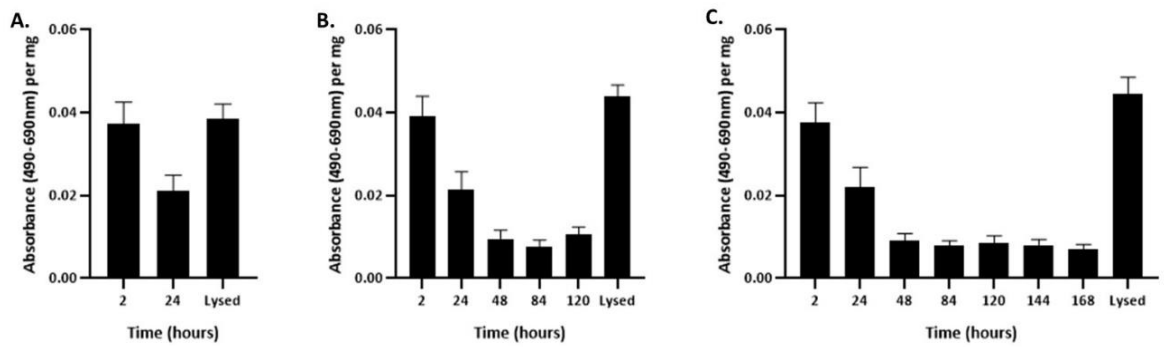 A.
Absorbance (490-690nm) per mg
0.06
0.04
0.02
0.00
2 24 Lysed
Time (hours)
B.
Absorbance (490-690nm) per mg
0.06
0.04
0.02
0.00
2 24 48 84 120 Lysed
Time (hours)
C.
Absorbance (490-690nm) per mg
0.06
0.04
0.02
0.00
2 24 48 84 120 144 168 Lysed
Time (hours)